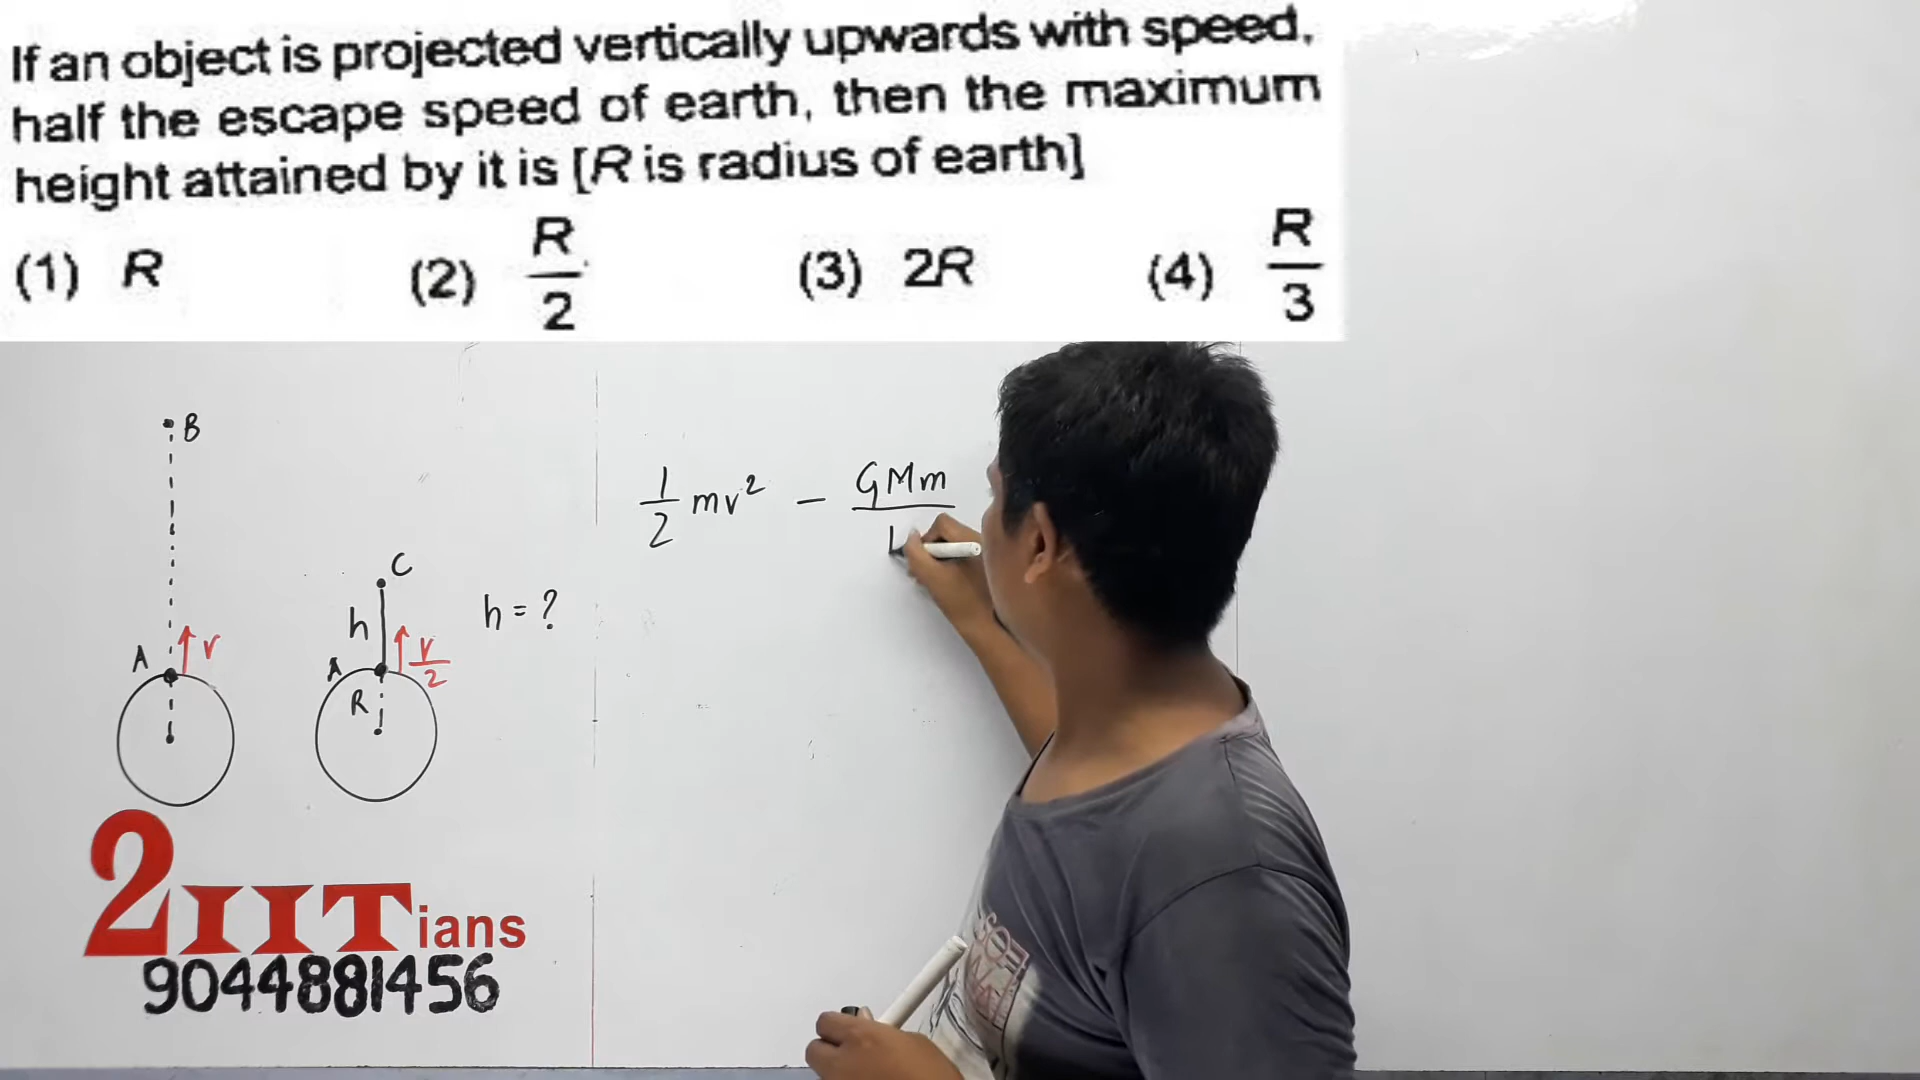 If an object is projected vertically upwards with speed,
half the escape speed of earth, then the maximum
height attained by it is [R is radius of earth]
(1) R (2) R/2 (3) 2R (4) R/3
B
A v
C
h
A v/2
R
h = ?
1/2 mv² - GMm
2IITians
9044881456